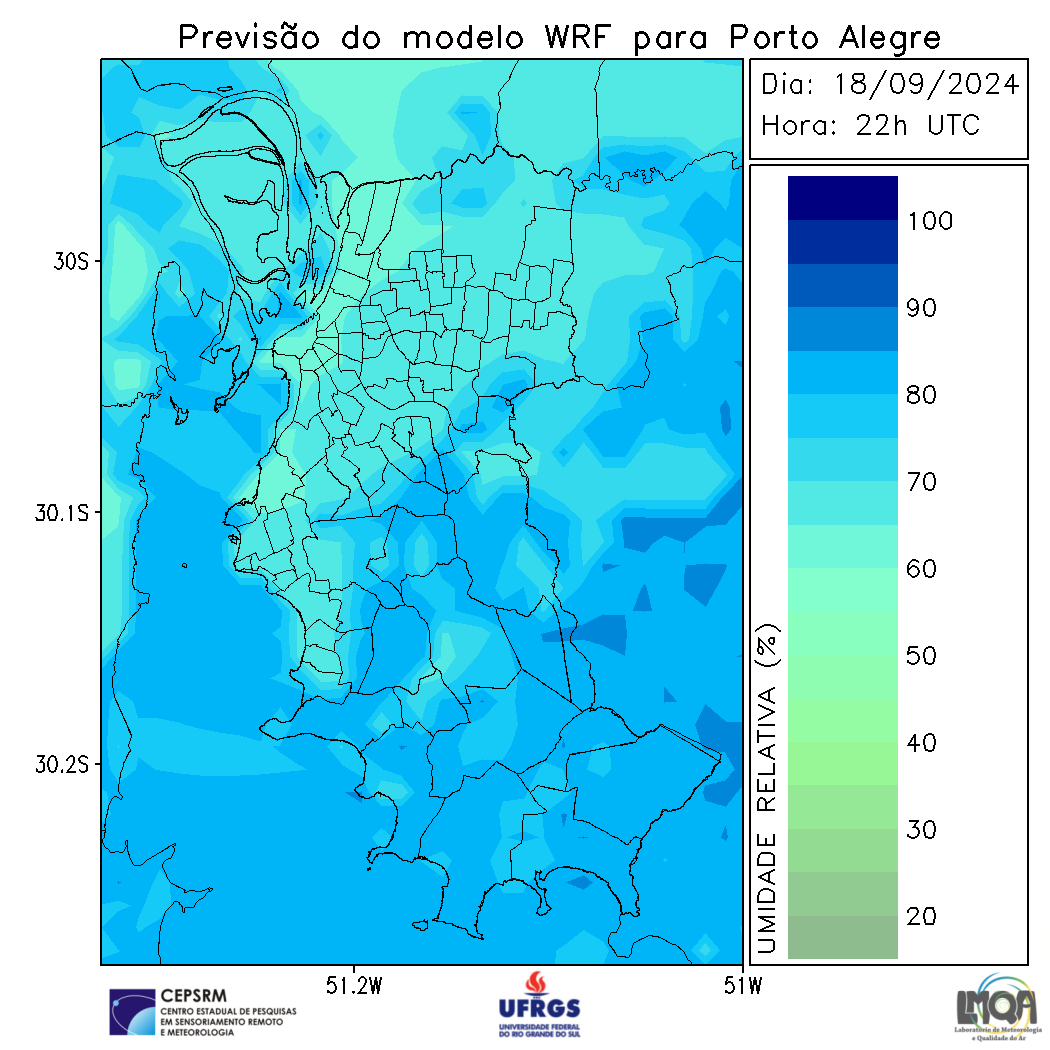 Previsão do modelo WRF para Porto Alegre
Dia: 18/09/2024
Hora: 22h UTC
30S
30.1S
30.2S
51.2W
51W
UMIDADE RELATIVA (%)
100
90
80
70
60
50
40
30
20
CEPSRM
CENTRO ESTADUAL DE PESQUISAS
EM SENSORIAMENTO REMOTO
E METEOROLOGIA
UFRGS
UNIVERSIDADE FEDERAL
DO RIO GRANDE DO SUL
LMQA
Laboratório de Meteorologia
e Qualidade do Ar